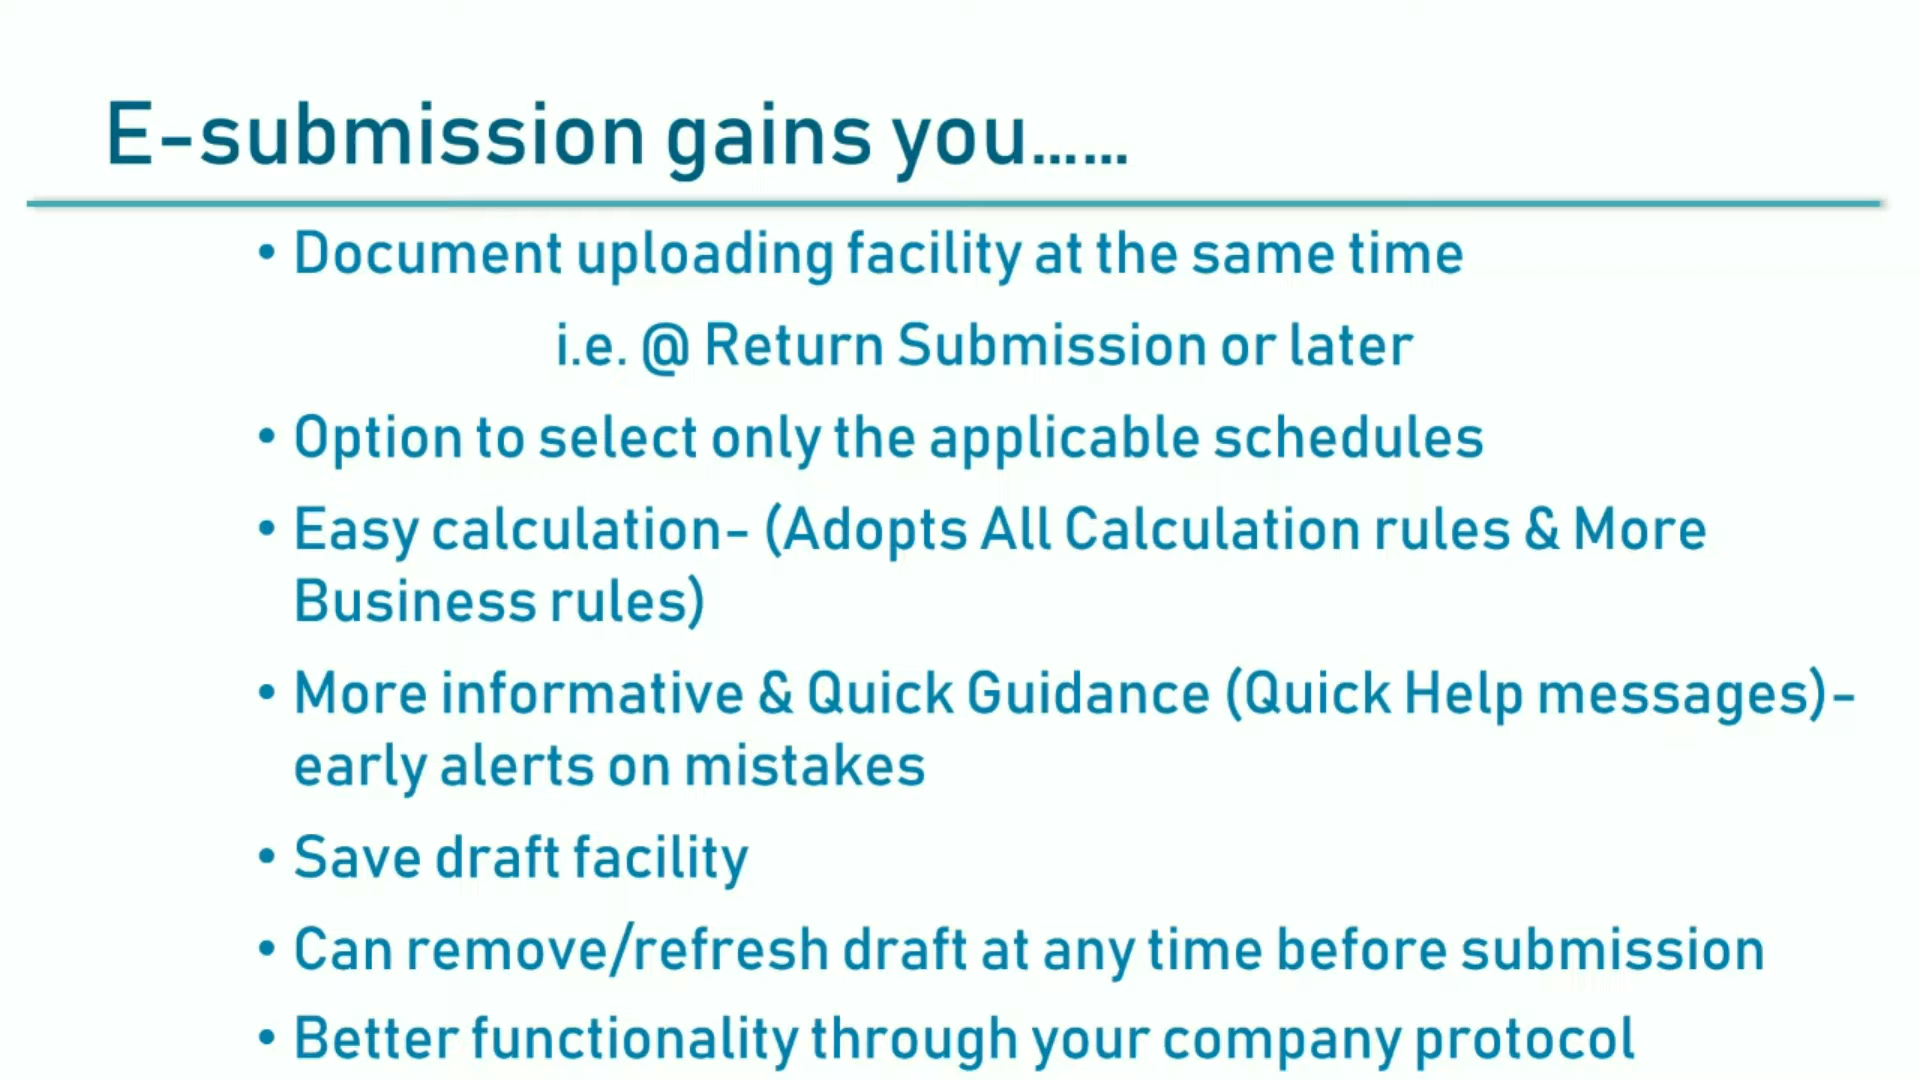 E-submission gains you......
• Document uploading facility at the same time
i.e. @ Return Submission or later
• Option to select only the applicable schedules
• Easy calculation- (Adopts All Calculation rules & More
Business rules)
• More informative & Quick Guidance (Quick Help messages)-
early alerts on mistakes
• Save draft facility
• Can remove/refresh draft at any time before submission
• Better functionality through your company protocol